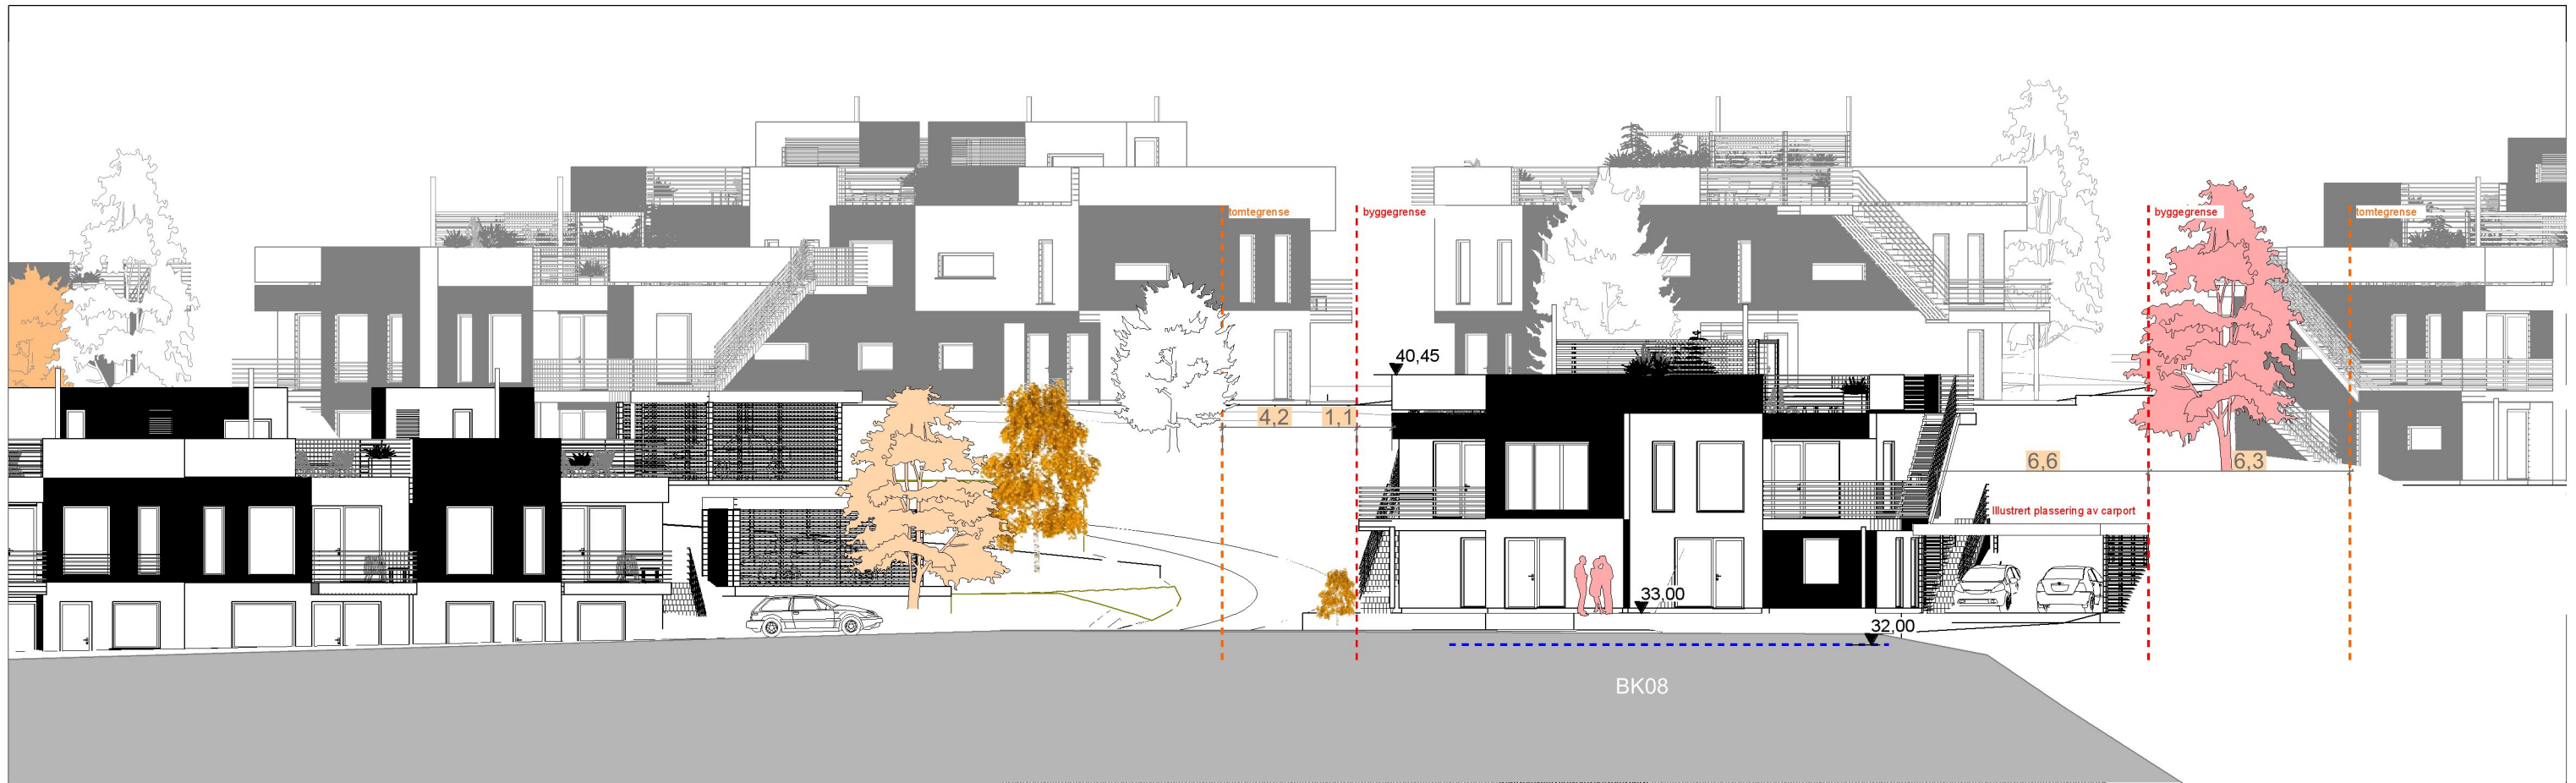 tomtegrense
byggegrense
byggegrense
tomtegrense
40,45
4,2
1,1
6,6
6,3
Illustrert plassering av carport
33,00
32,00
BK08